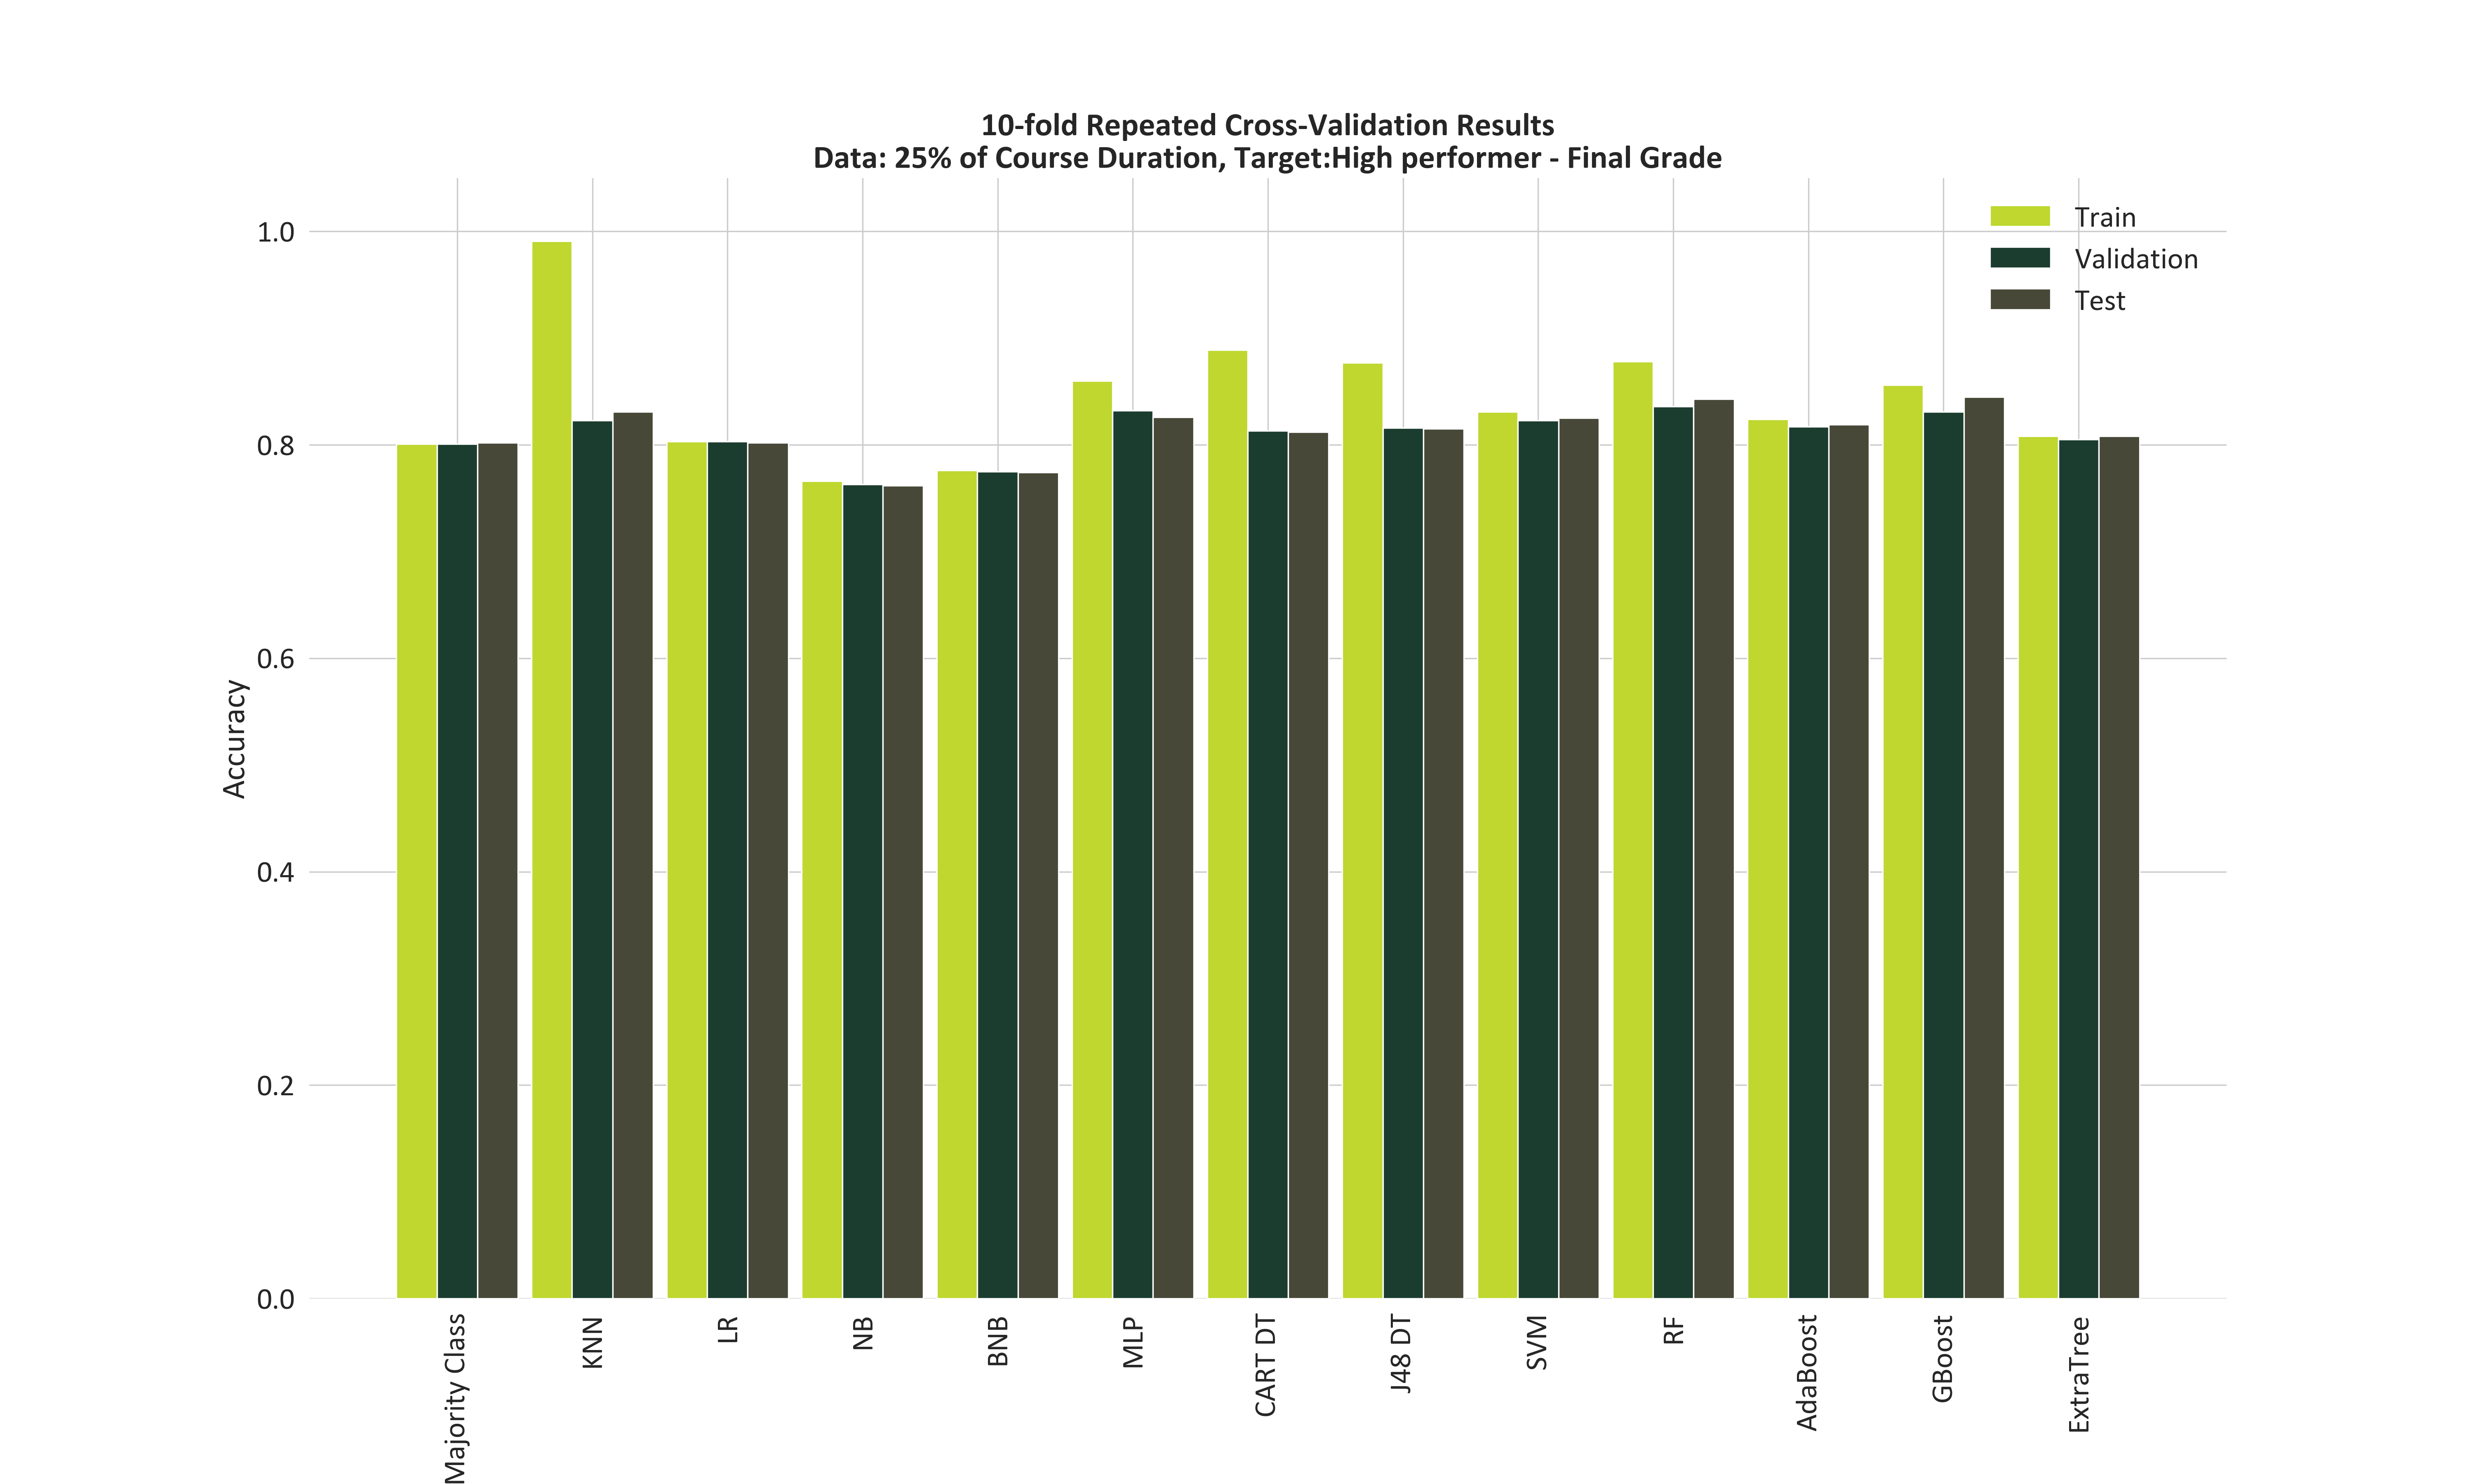 10-fold Repeated Cross-Validation Results
Data: 25% of Course Duration, Target:High performer - Final Grade
Train
Validation
Test
1.0
0.8
0.6
0.4
0.2
0.0
Accuracy
Majority Class
KNN
LR
NB
BNB
MLP
CART DT
J48 DT
SVM
RF
AdaBoost
GBoost
ExtraTree